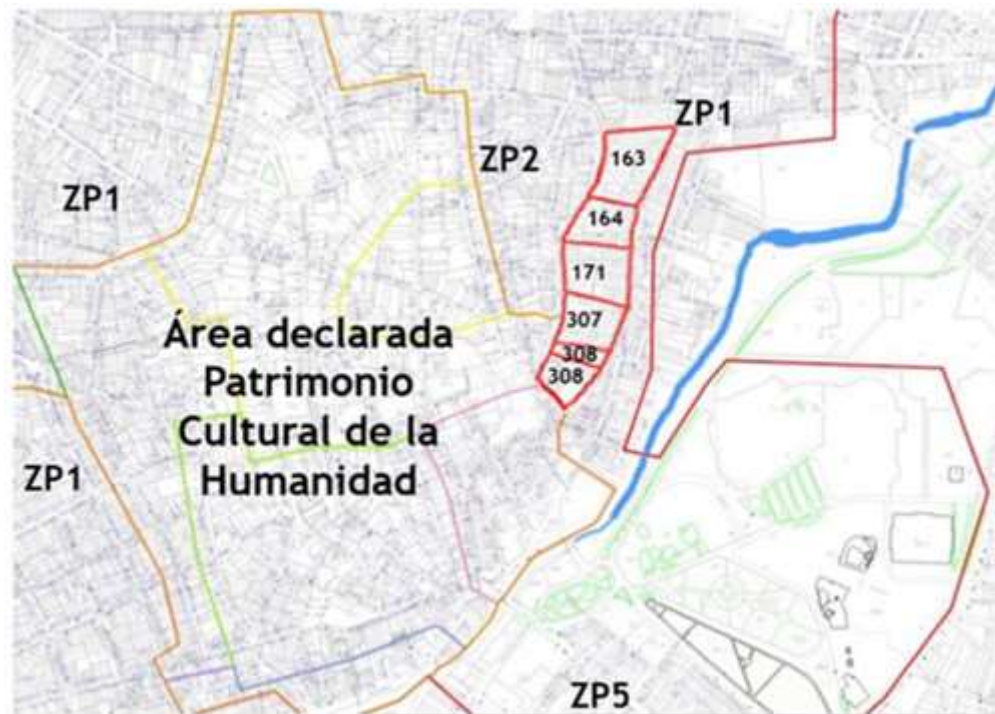 ZP1
163
ZP2
ZP1
164
171
307
Área declarada
308
Patrimonio
308
Cultural de la
Humanidad
ZP1
ZP5